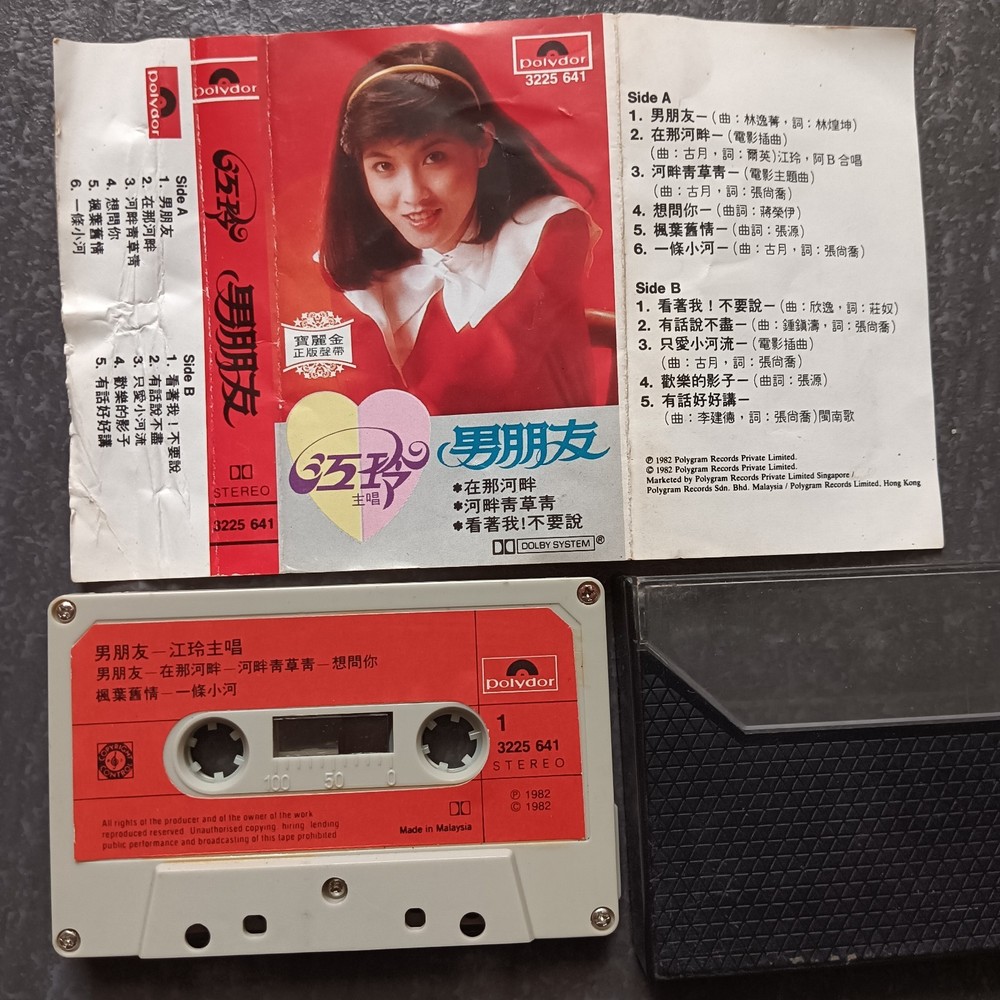 polydor
Side A
1. 男朋友
2. 在那河畔
3. 河畔靑草靑
4. 想問你
5. 楓葉舊情
6. 一條小河
Side B
1. 看著我！不要說
2. 有話說不盡
3. 只愛小河流
4. 歡樂的影子
5. 有話好好講
polydor
江玲 男朋友
STEREO
3225 641
polydor
3225 641
寶麗金
正版聲帶
江玲
主唱
男朋友
*在那河畔
*河畔靑草靑
*看著我!不要說
DOLBY SYSTEM ®
Side A
1. 男朋友－(曲：林逸菁，詞：林煌坤)
2. 在那河畔－(電影插曲)
(曲：古月，詞：爾英)江玲，阿B合唱
3. 河畔靑草靑－(電影主題曲)
(曲：古月，詞：張尙喬)
4. 想問你－(曲詞：蔣榮伊)
5. 楓葉舊情－(曲詞：張源)
6. 一條小河－(曲：古月，詞：張尙喬)
Side B
1. 看著我！不要說－(曲：欣逸，詞：莊奴)
2. 有話說不盡－(曲：鍾鎭濤，詞：張尙喬)
3. 只愛小河流－(電影插曲)
(曲：古月，詞：張尙喬)
4. 歡樂的影子－(曲詞：張源)
5. 有話好好講－
(曲：李建德，詞：張尙喬)閩南歌
℗ 1982 Polygram Records Private Limited.
© 1982 Polygram Records Private Limited.
Marketed by Polygram Records Private Limited Singapore /
Polygram Records Sdn. Bhd. Malaysia / Polygram Records Limited, Hong Kong
男朋友－江玲主唱
男朋友－在那河畔－河畔靑草靑－想問你
楓葉舊情－一條小河
polydor
1
3225 641
STEREO
COPYRIGHT CONTROL
100 50 0
℗ 1982
© 1982
All rights of the producer and of the owner of the work
reproduced reserved. Unauthorised copying, hiring, lending
public performance and broadcasting of this tape prohibited
Made in Malaysia